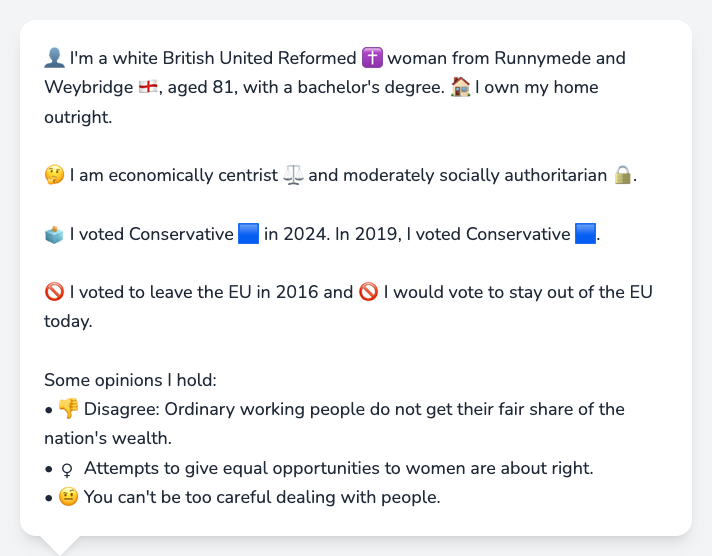 👤 I'm a white British United Reformed ✝️ woman from Runnymede and
Weybridge 🏴󠁧󠁢󠁥󠁮󠁧󠁿, aged 81, with a bachelor's degree. 🏠 I own my home
outright.
🤔 I am economically centrist ⚖️ and moderately socially authoritarian 🔒.
🗳️ I voted Conservative 🟦 in 2024. In 2019, I voted Conservative 🟦.
🚫 I voted to leave the EU in 2016 and 🚫 I would vote to stay out of the EU
today.
Some opinions I hold:
• 👎 Disagree: Ordinary working people do not get their fair share of the
nation's wealth.
• ♀ Attempts to give equal opportunities to women are about right.
• 🤨 You can't be too careful dealing with people.